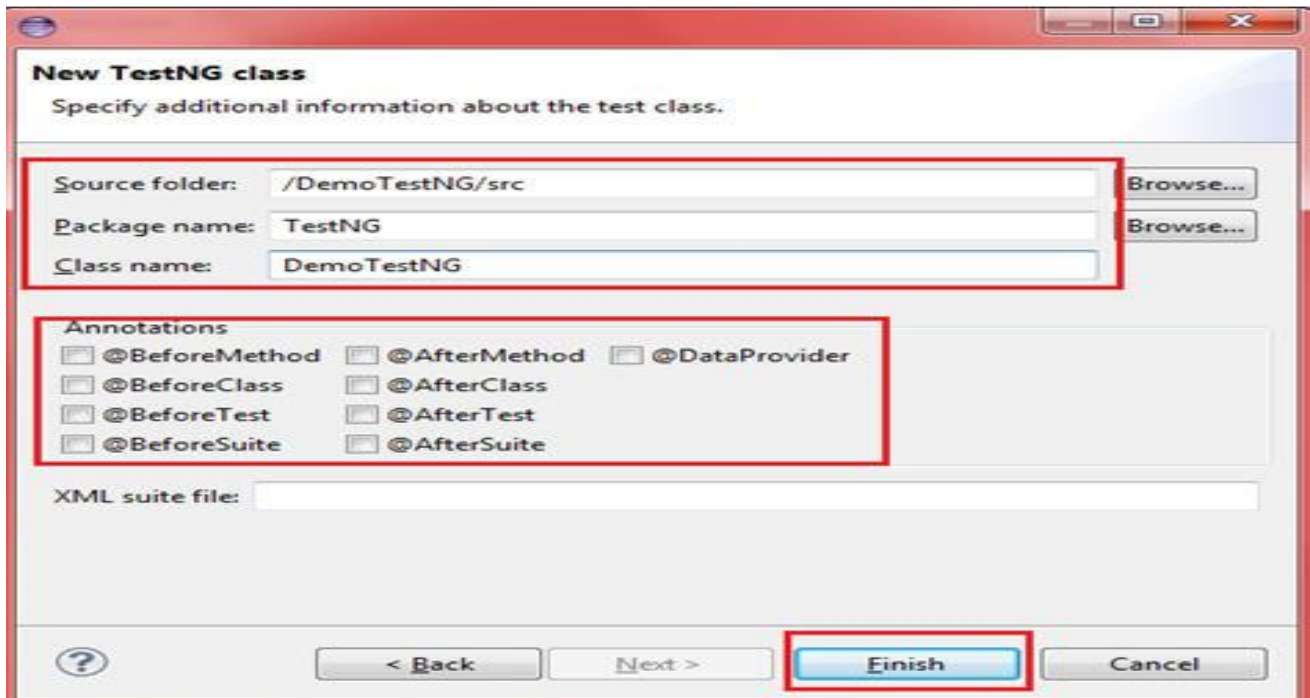 New TestNG class
Specify additional information about the test class.
Source folder: /DemoTestNG/src Browse...
Package name: TestNG Browse...
Class name: DemoTestNG
Annotations
@BeforeMethod @AfterMethod @DataProvider
@BeforeClass @AfterClass
@BeforeTest @AfterTest
@BeforeSuite @AfterSuite
XML suite file:
? < Back Next > Finish Cancel